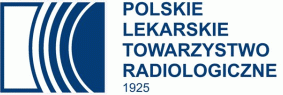 POLSKIE
LEKARSKIE
TOWARZYSTWO
RADIOLOGICZNE
1925